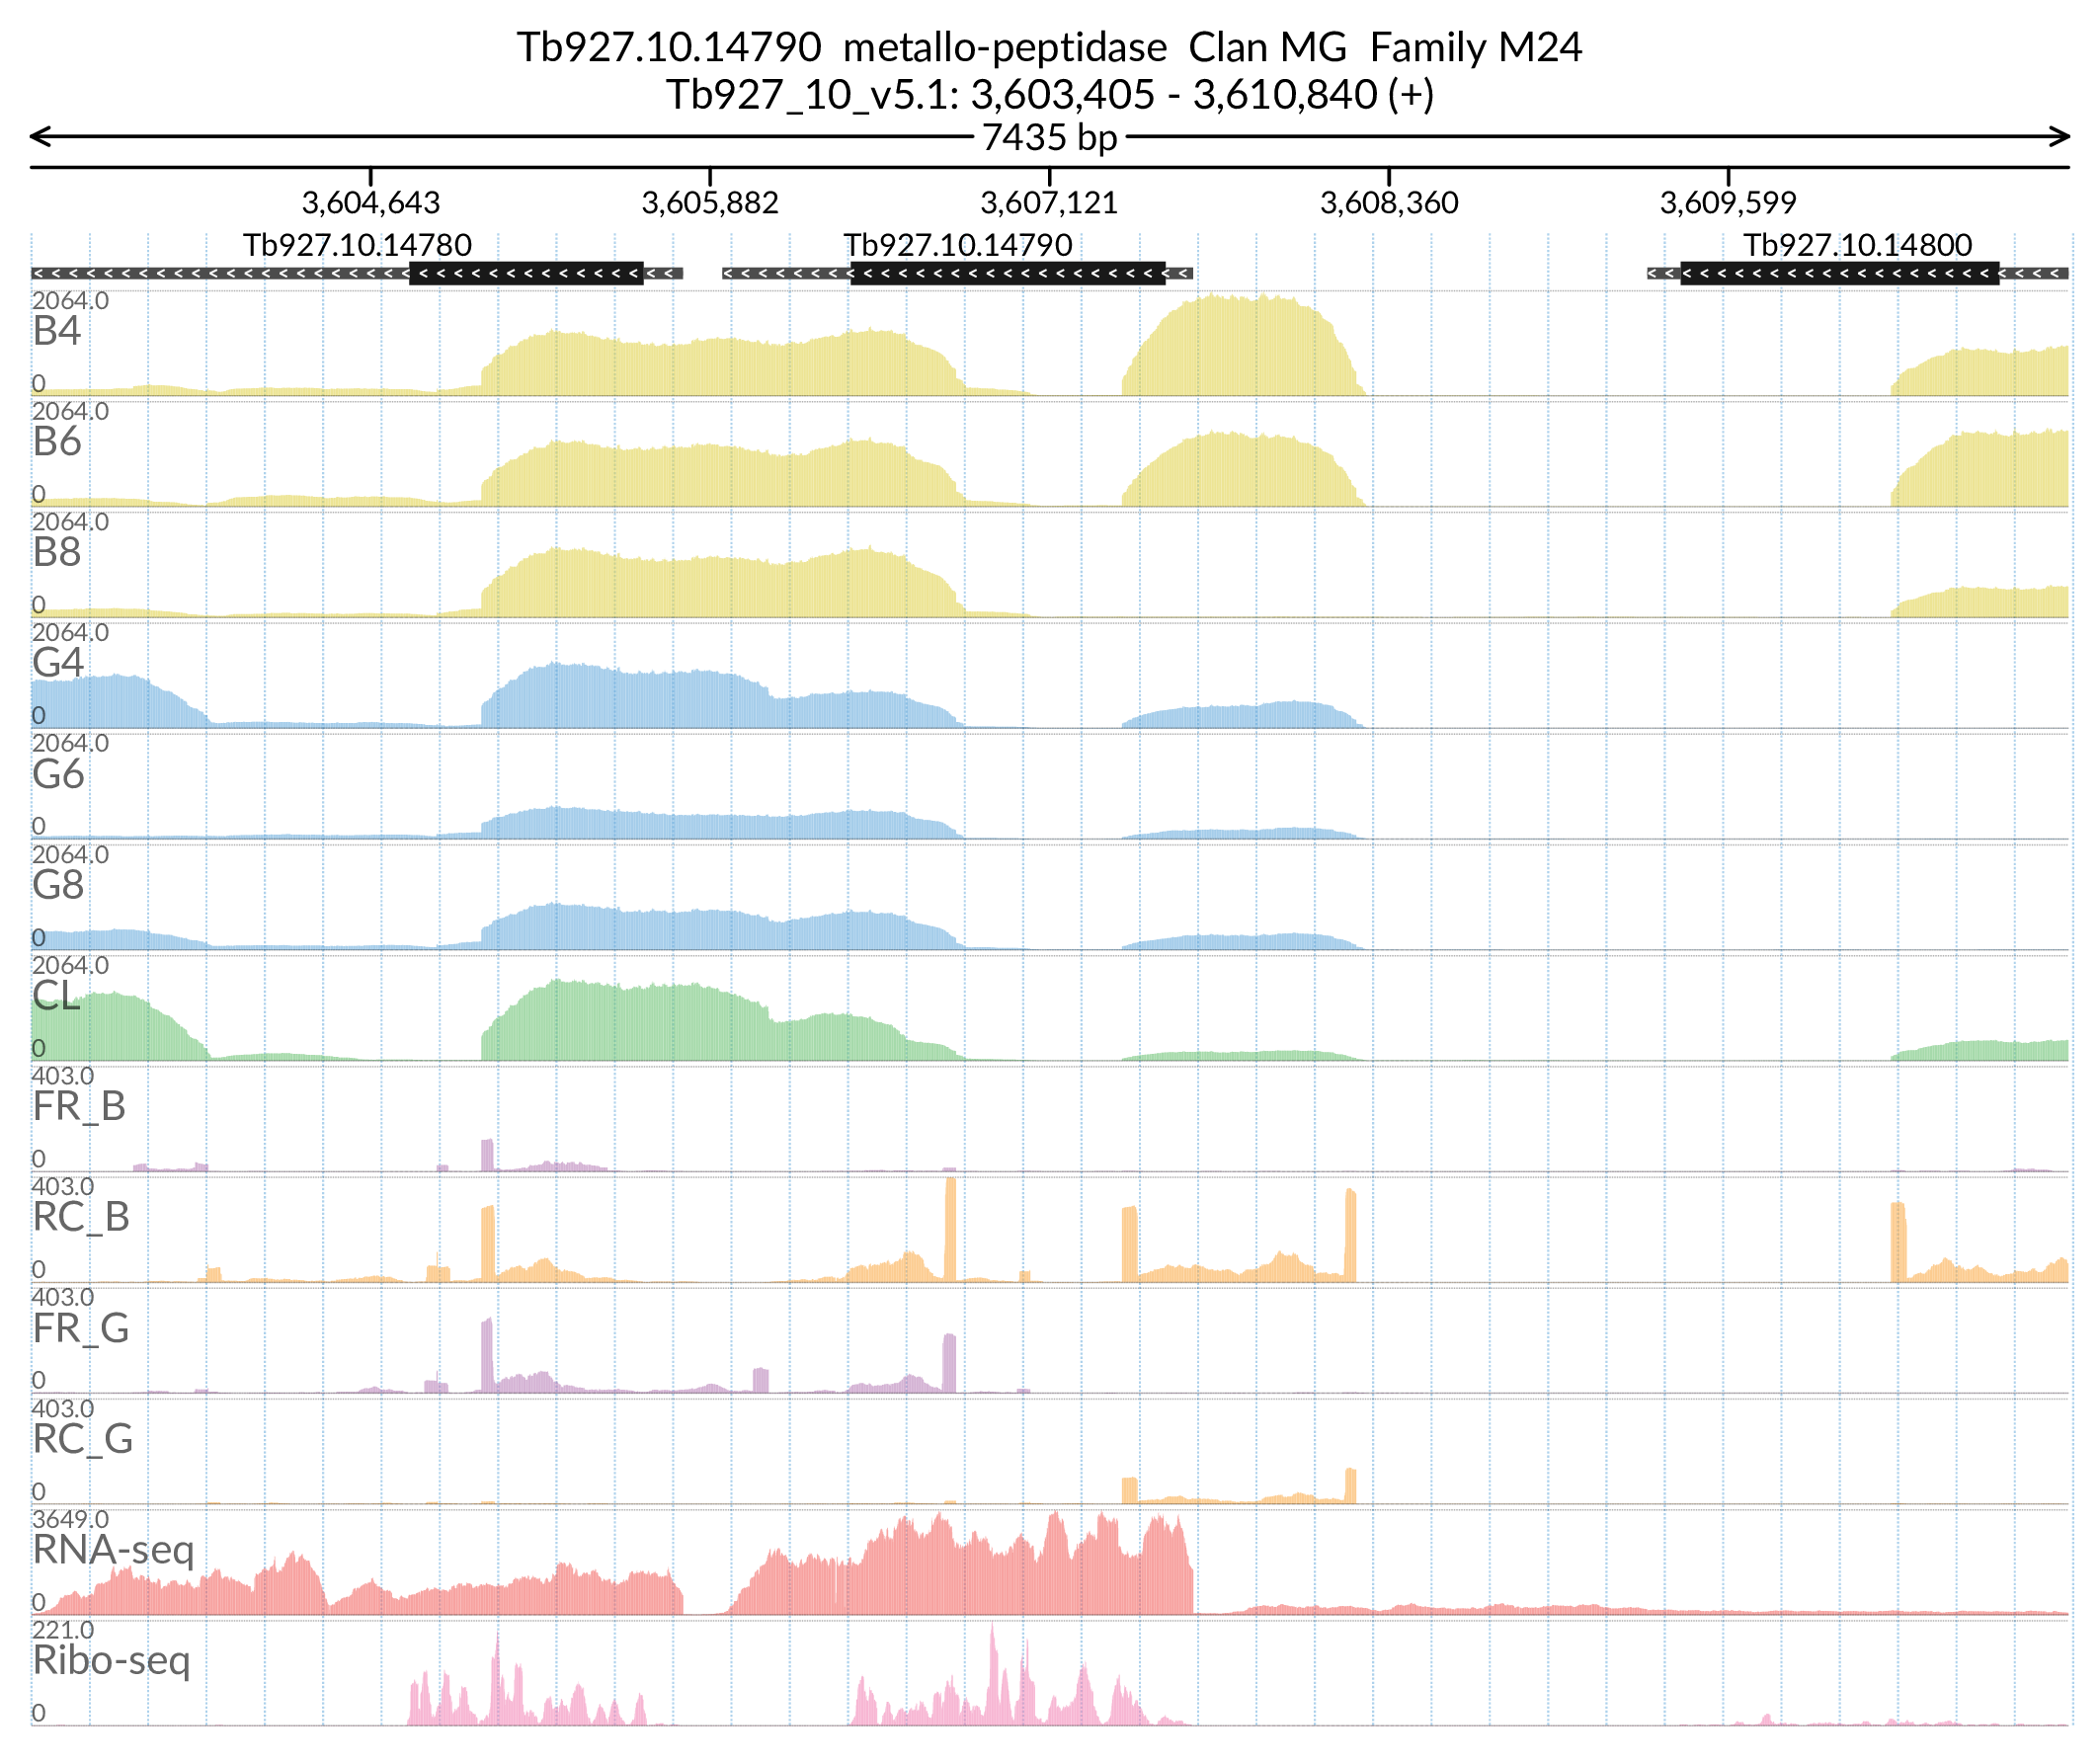 Tb927.10.14790 metallo-peptidase Clan MG Family M24
Tb927_10_v5.1: 3,603,405 - 3,610,840 (+)
7435 bp
3,604,643 3,605,882 3,607,121 3,608,360 3,609,599
Tb927.10.14780 Tb927.10.14790 Tb927.10.14800
2064.0
B4
0
2064.0
B6
0
2064.0
B8
0
2064.0
G4
0
2064.0
G6
0
2064.0
G8
0
2064.0
CL
0
403.0
FR_B
0
403.0
RC_B
0
403.0
FR_G
0
403.0
RC_G
0
3649.0
RNA-seq
0
221.0
Ribo-seq
0